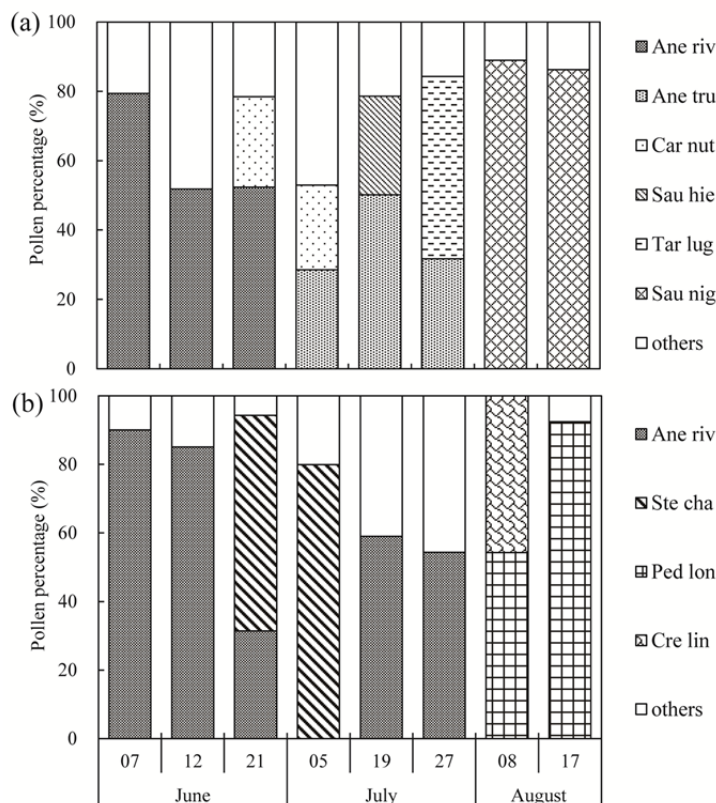 (a)
100
80
60
40
20
0
Pollen percentage (%)
Ane riv
Ane tru
Car nut
Sau hie
Tar lug
Sau nig
others
(b)
100
80
60
40
20
0
Pollen percentage (%)
Ane riv
Ste cha
Ped lon
Cre lin
others
07 12 21 05 19 27 08 17
June July August